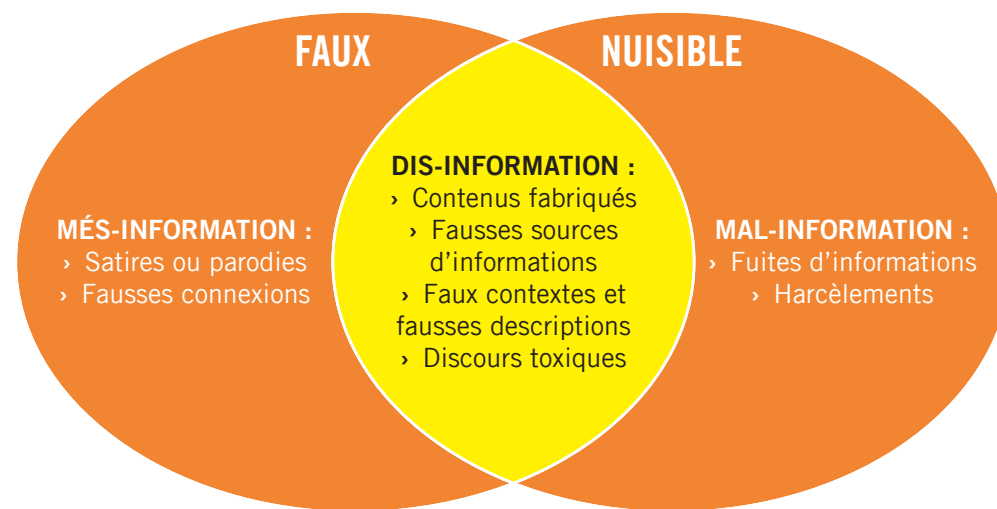 FAUX
NUISIBLE
MÉS-INFORMATION :
› Satires ou parodies
› Fausses connexions
DIS-INFORMATION :
› Contenus fabriqués
› Fausses sources
d’informations
› Faux contextes et
fausses descriptions
› Discours toxiques
MAL-INFORMATION :
› Fuites d’informations
› Harcèlements